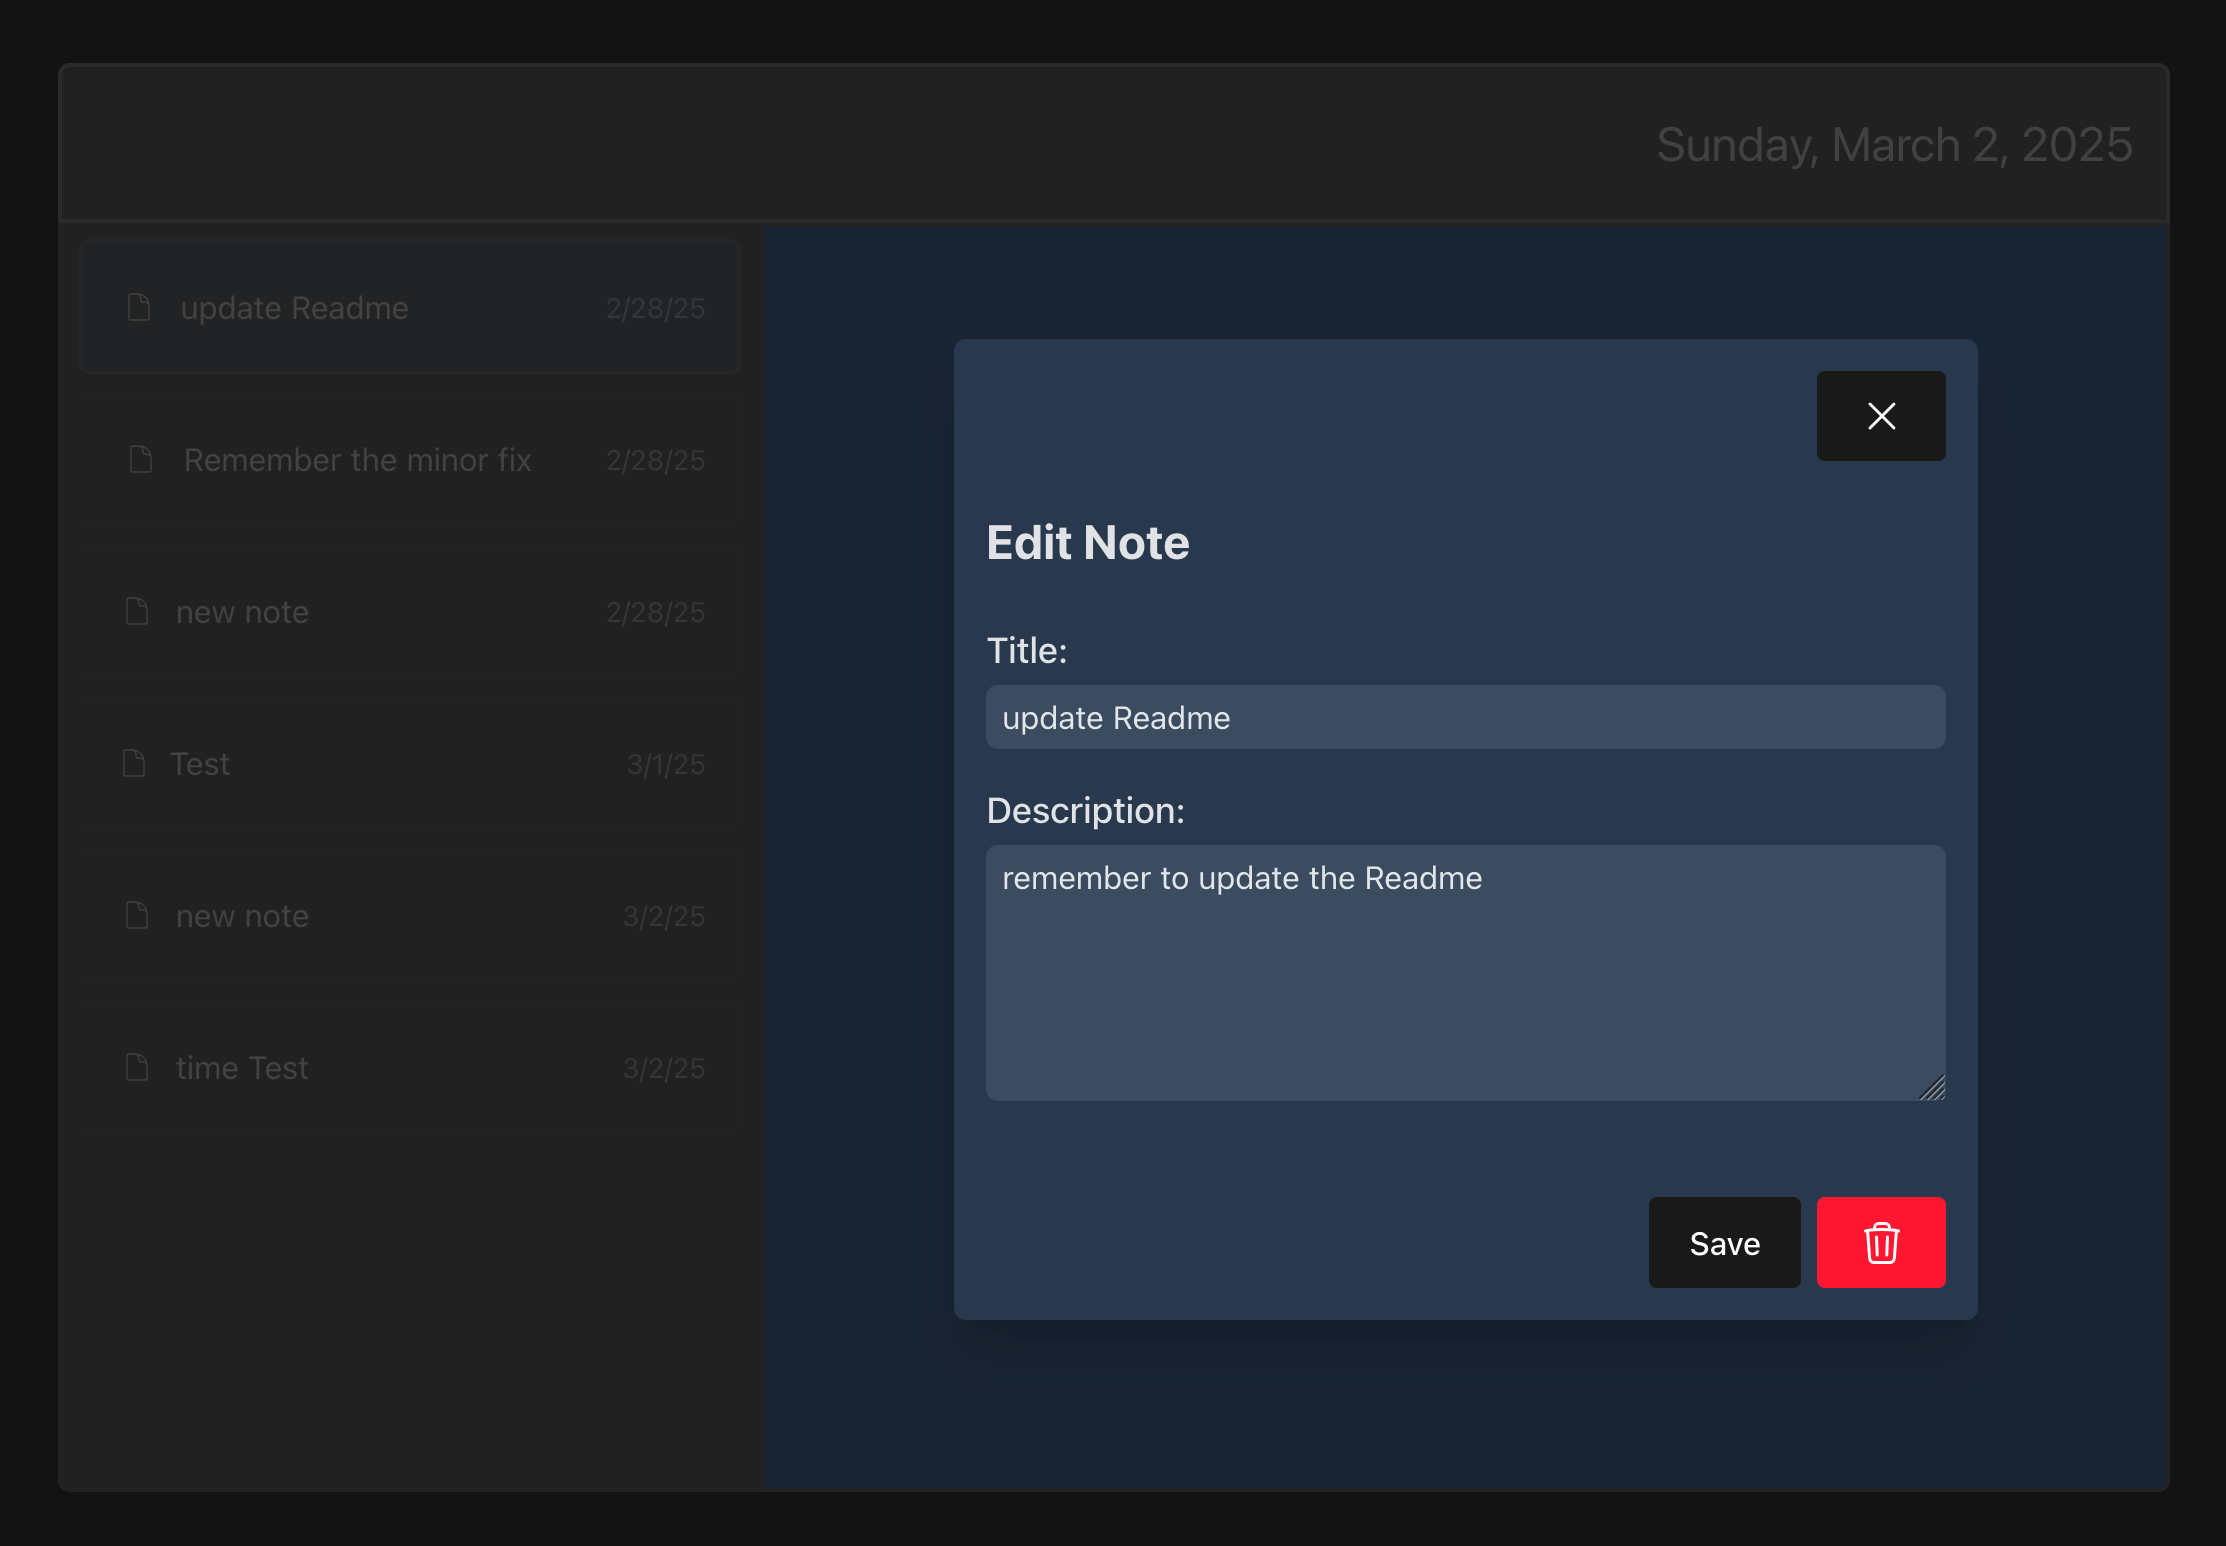 Sunday, March 2, 2025
update Readme 2/28/25
Remember the minor fix 2/28/25
new note 2/28/25
Test 3/1/25
new note 3/2/25
time Test 3/2/25
Edit Note
Title:
update Readme
Description:
remember to update the Readme
Save